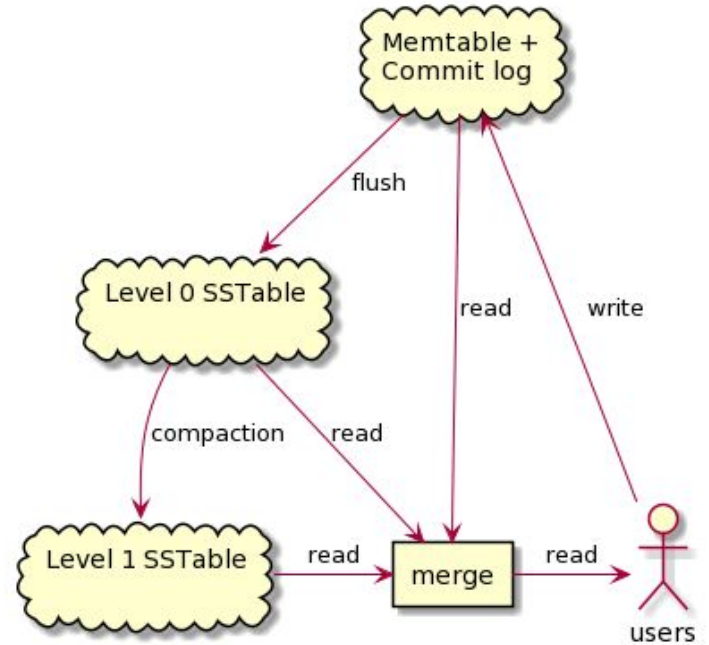 Memtable +
Commit log
flush
Level 0 SSTable
read
write
compaction
read
Level 1 SSTable
read
merge
read
users